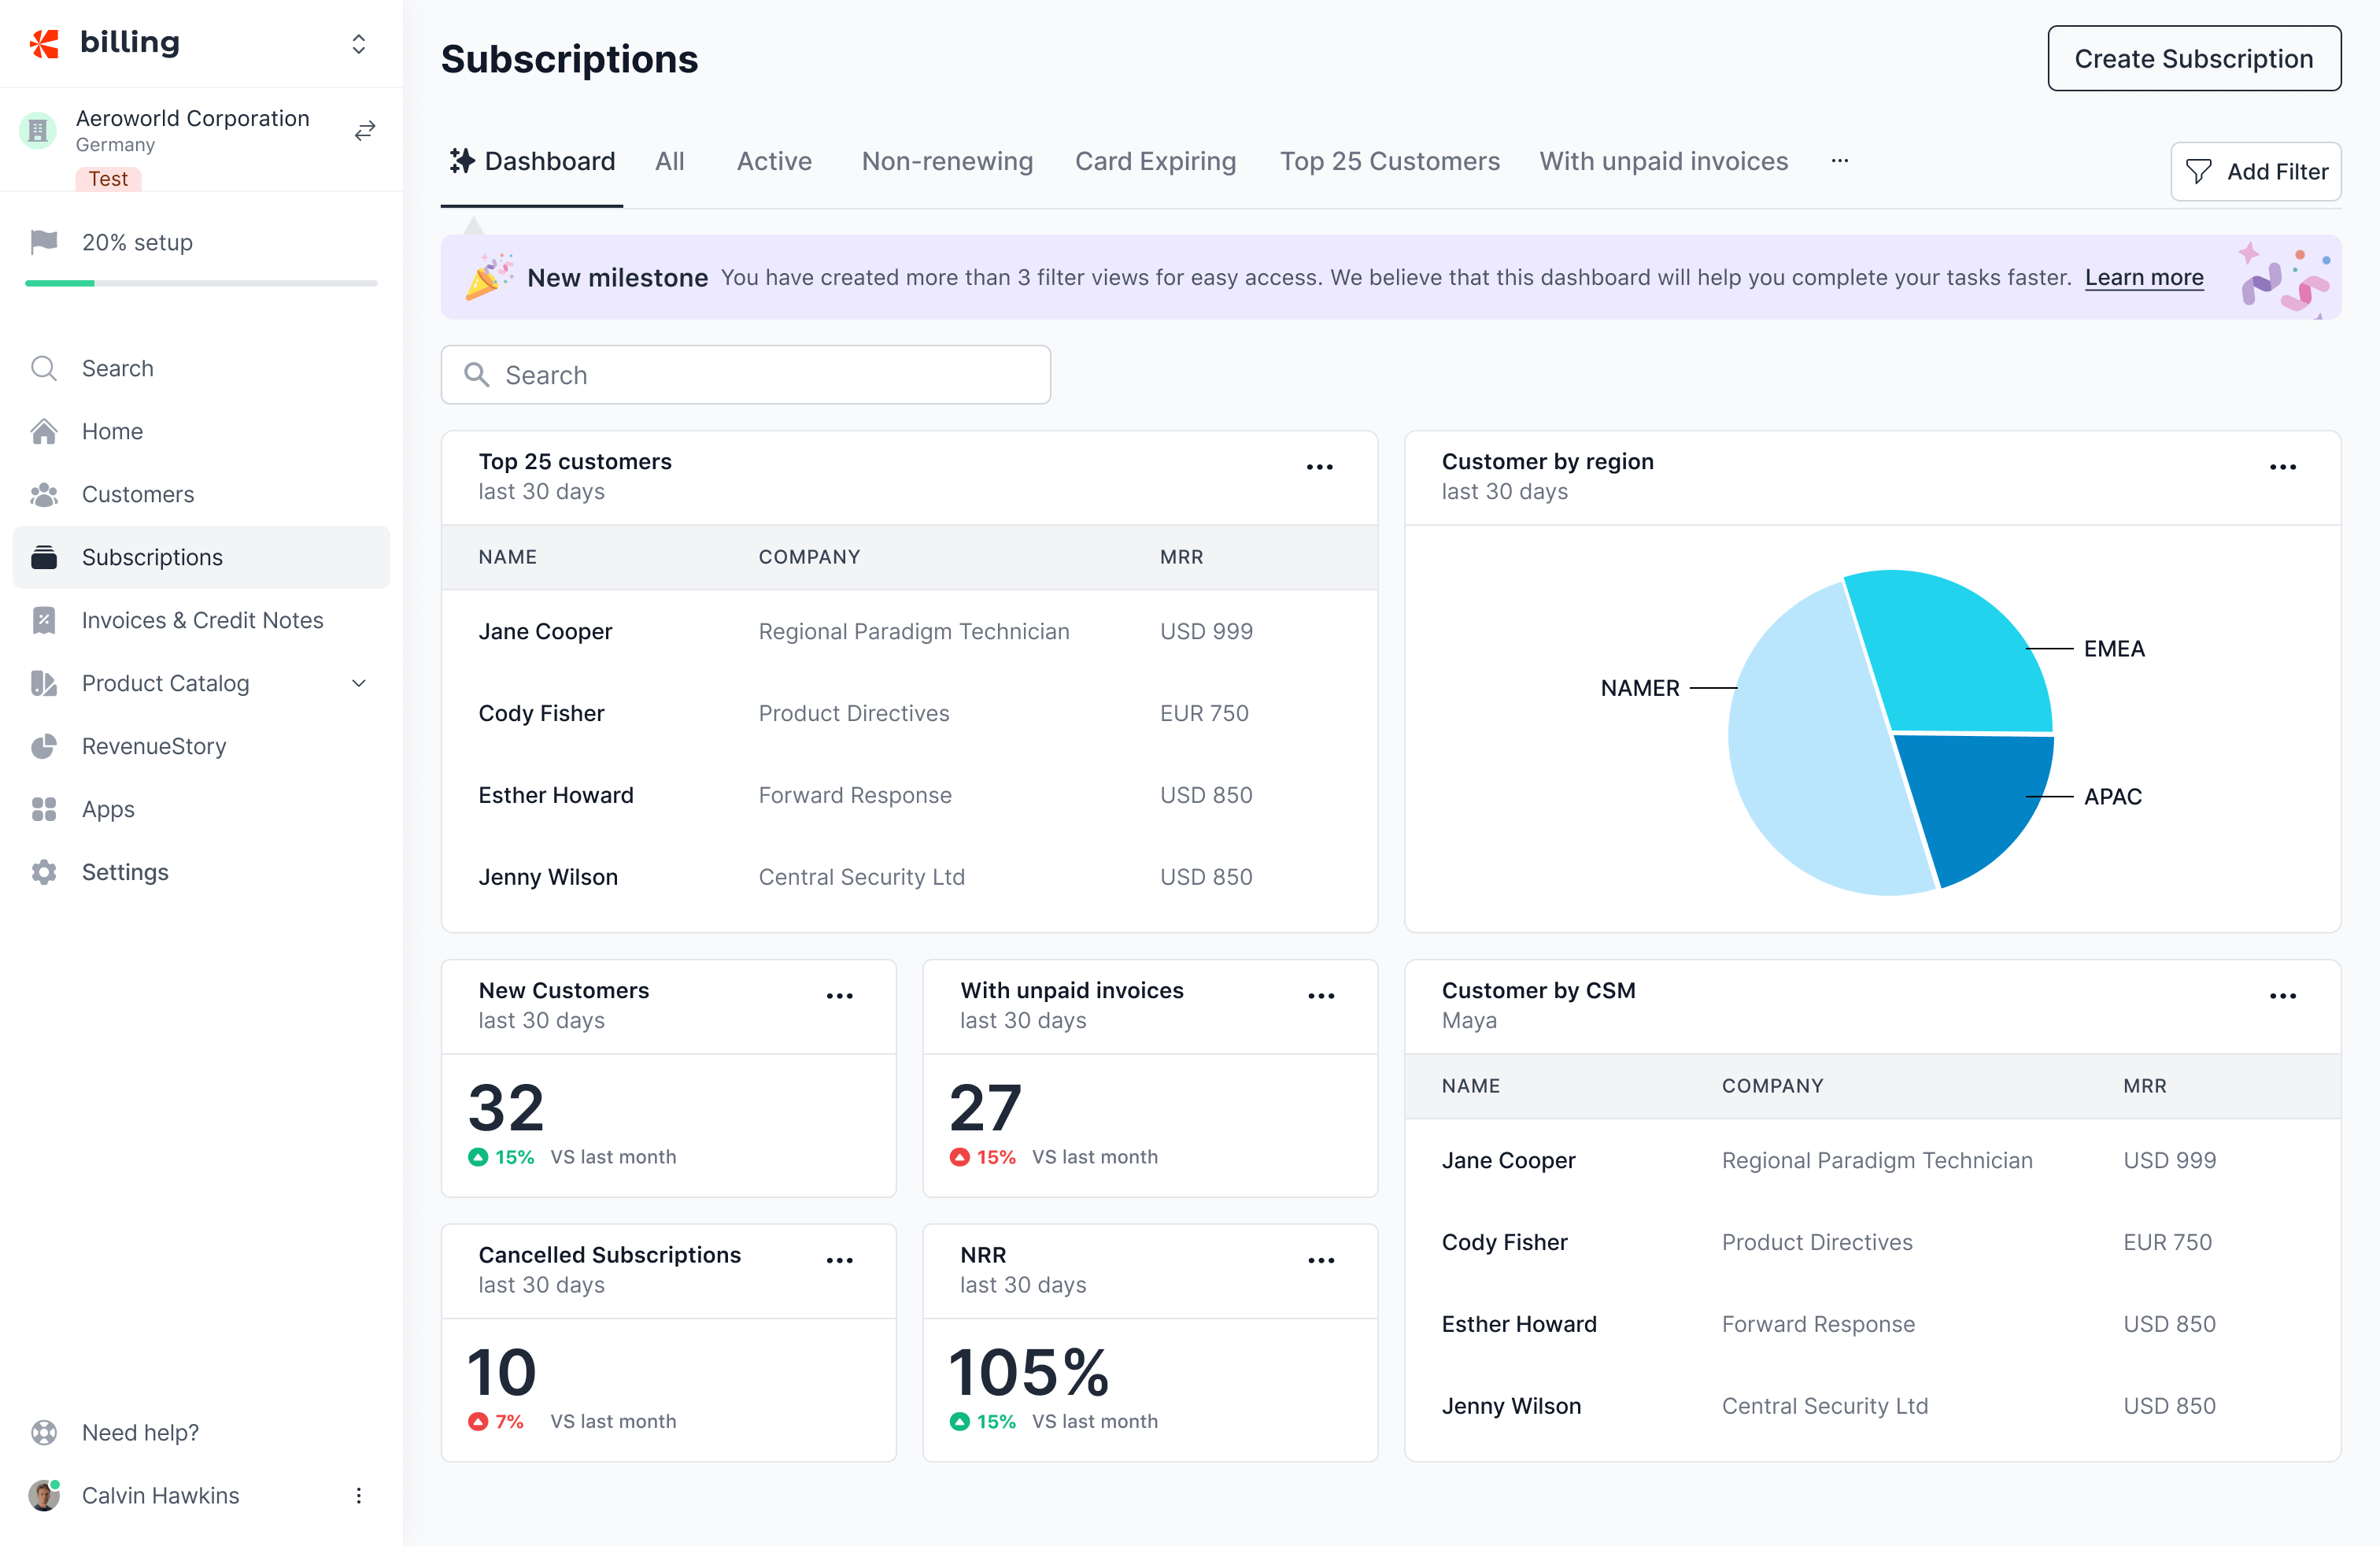 billing
Aeroworld Corporation
Germany
Test
20% setup
Search
Home
Customers
Subscriptions
Invoices & Credit Notes
Product Catalog
RevenueStory
Apps
Settings
Need help?
Calvin Hawkins
Subscriptions
Create Subscription
Dashboard All Active Non-renewing Card Expiring Top 25 Customers With unpaid invoices ...
Add Filter
New milestone You have created more than 3 filter views for easy access. We believe that this dashboard will help you complete your tasks faster. Learn more
Search
Top 25 customers
last 30 days
NAME COMPANY MRR
Jane Cooper Regional Paradigm Technician USD 999
Cody Fisher Product Directives EUR 750
Esther Howard Forward Response USD 850
Jenny Wilson Central Security Ltd USD 850
Customer by region
last 30 days
EMEA
NAMER
APAC
New Customers
last 30 days
32
15% VS last month
With unpaid invoices
last 30 days
27
15% VS last month
Cancelled Subscriptions
last 30 days
10
7% VS last month
NRR
last 30 days
105%
15% VS last month
Customer by CSM
Maya
NAME COMPANY MRR
Jane Cooper Regional Paradigm Technician USD 999
Cody Fisher Product Directives EUR 750
Esther Howard Forward Response USD 850
Jenny Wilson Central Security Ltd USD 850